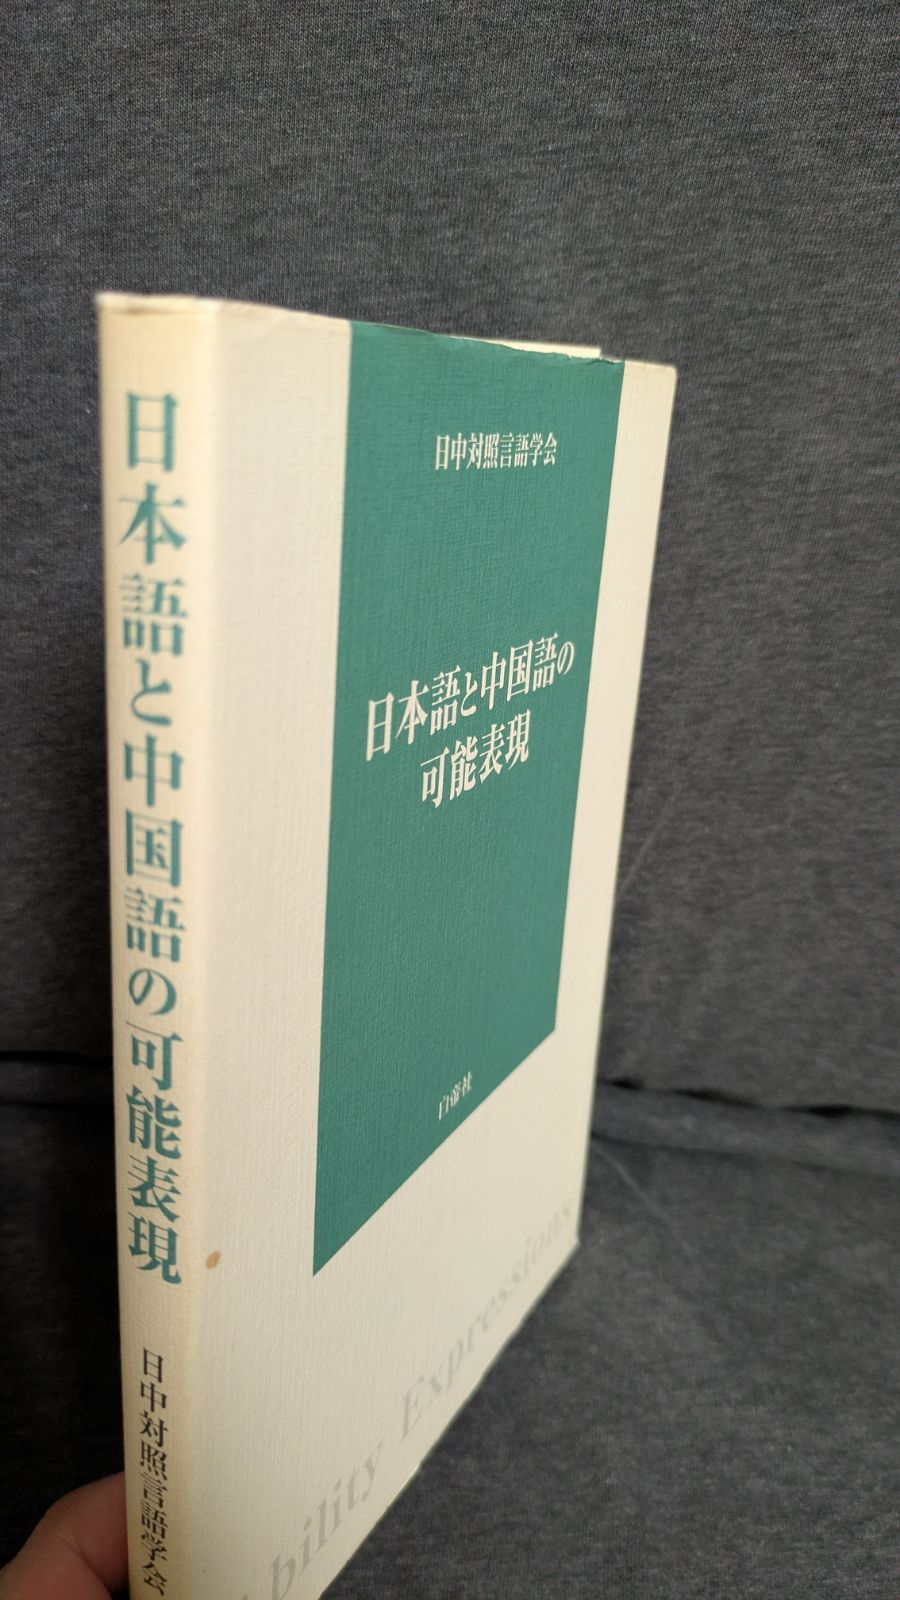 日本語と中国語の可能表現
日中対照言語学会
日中対照言語学会
日本語と中国語の
可能表現
白帝社
Ability Expressions